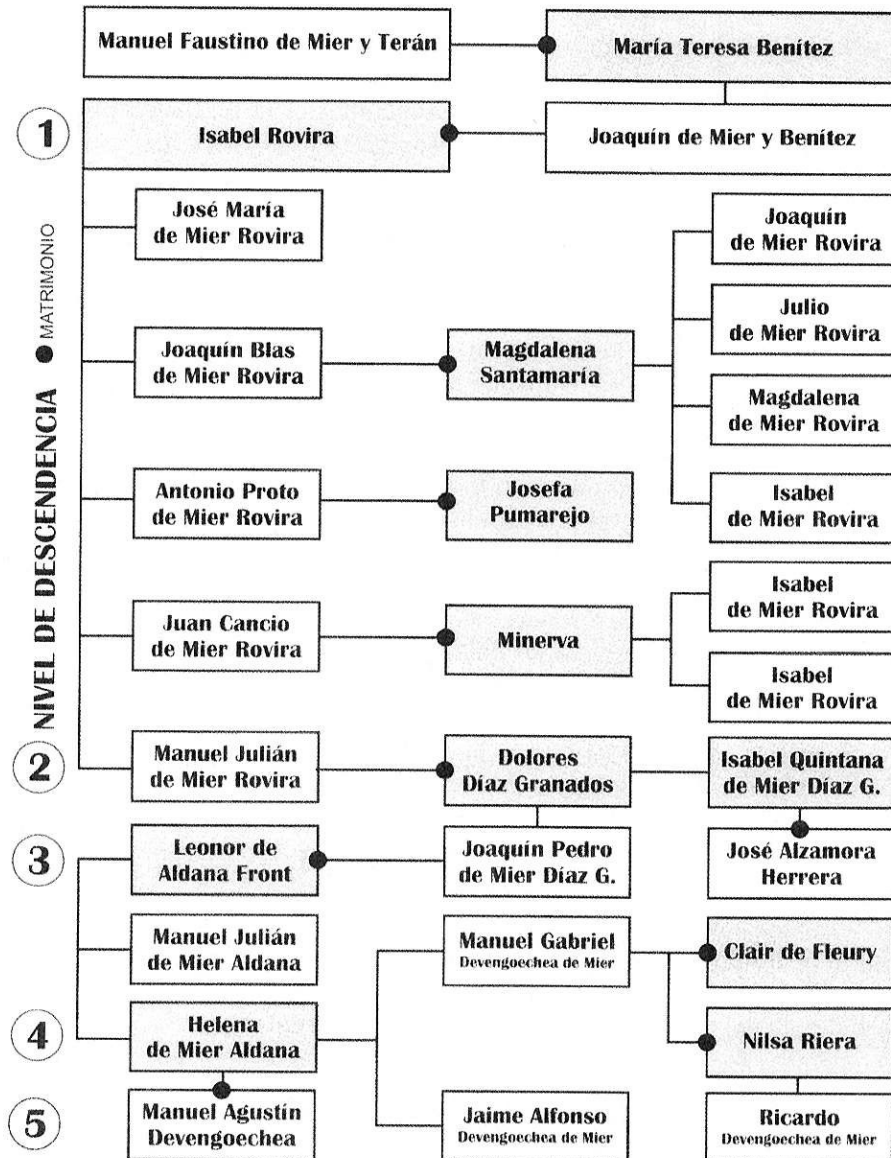 Manuel Faustino de Mier y Terán
María Teresa Benítez
1
Isabel Rovira
Joaquín de Mier y Benítez
José María
de Mier Rovira
Joaquín
de Mier Rovira
Julio
de Mier Rovira
Joaquín Blas
de Mier Rovira
Magdalena
Santamaría
Magdalena
de Mier Rovira
Antonio Proto
de Mier Rovira
Josefa
Pumarejo
Isabel
de Mier Rovira
Isabel
de Mier Rovira
Juan Cancio
de Mier Rovira
Minerva
Isabel
de Mier Rovira
NIVEL DE DESCENDENCIA
MATRIMONIO
2
Manuel Julián
de Mier Rovira
Dolores
Díaz Granados
Isabel Quintana
de Mier Díaz G.
3
Leonor de
Aldana Front
Joaquín Pedro
de Mier Díaz G.
José Alzamora
Herrera
Manuel Julián
de Mier Aldana
Manuel Gabriel
Devengoechea de Mier
Clair de Fleury
4
Helena
de Mier Aldana
Nilsa Riera
5
Manuel Agustín
Devengoechea
Jaime Alfonso
Devengoechea de Mier
Ricardo
Devengoechea de Mier